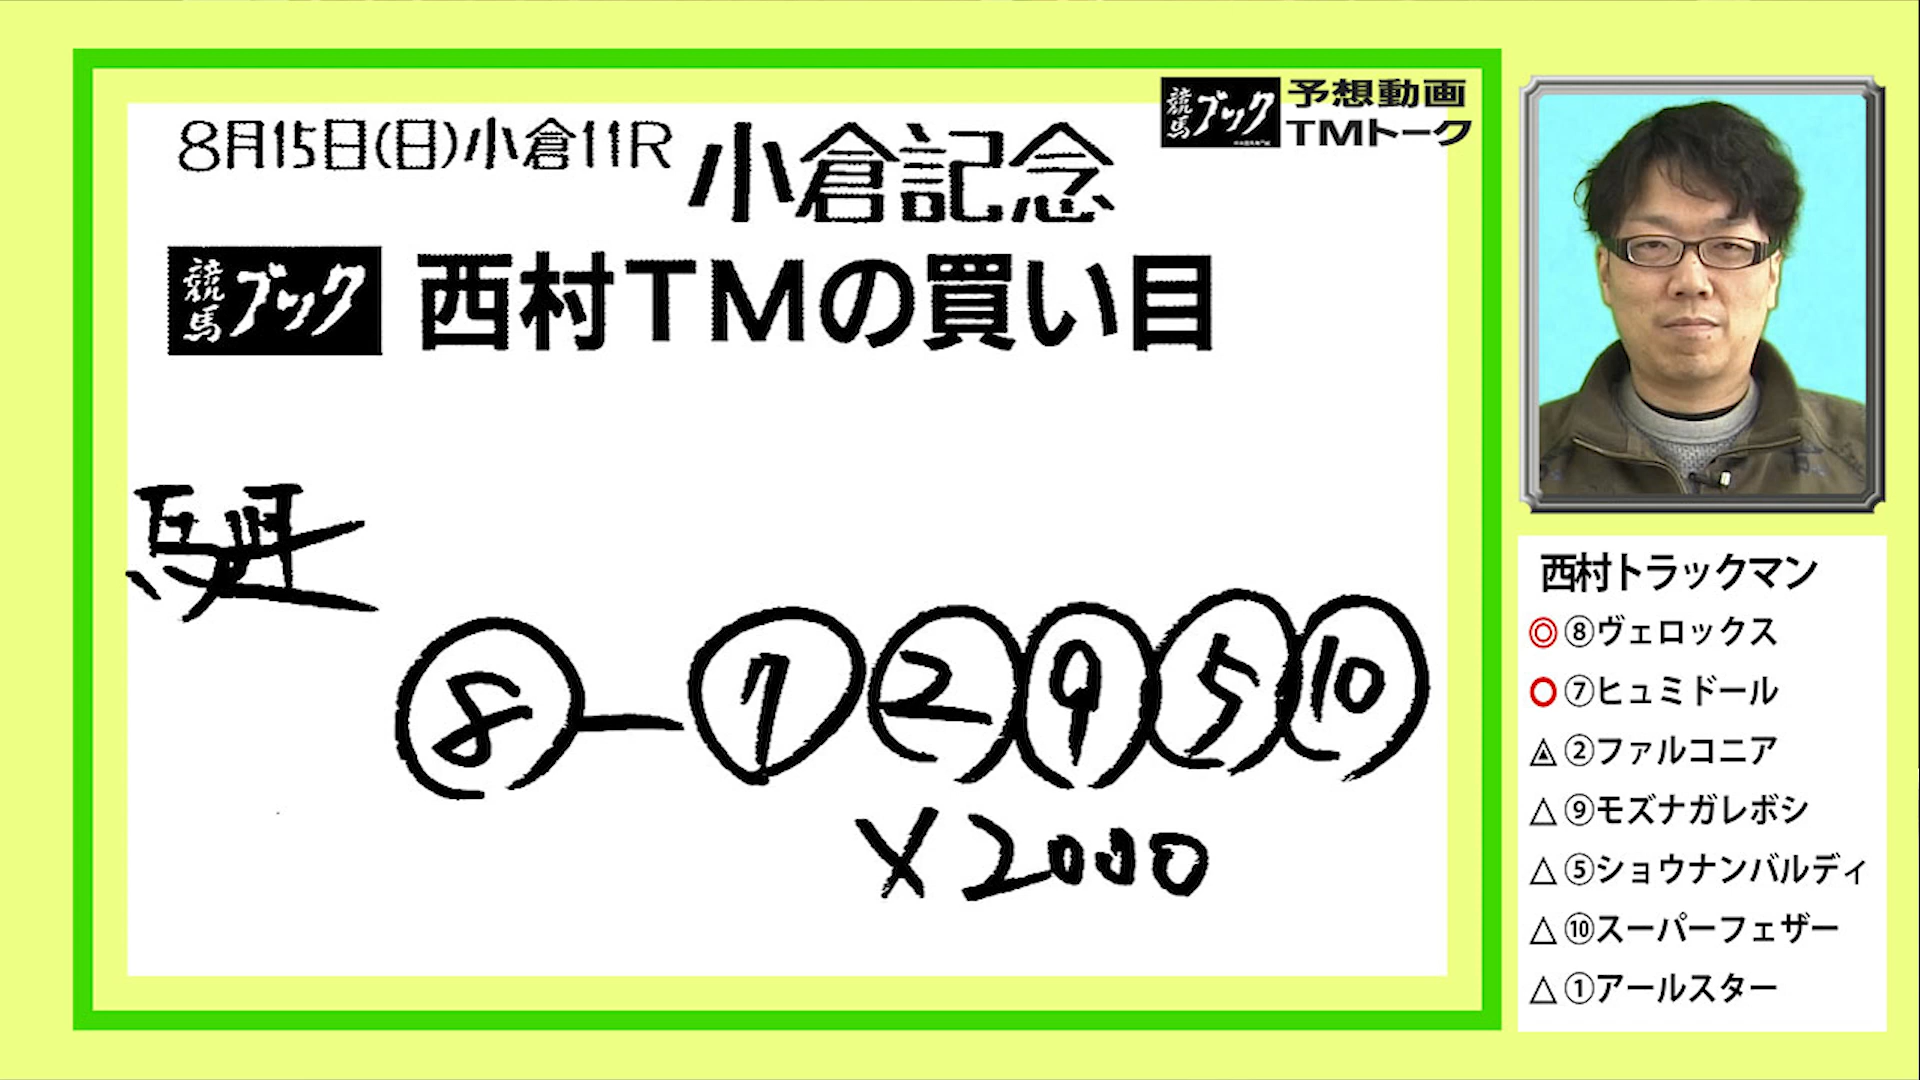 8月15日(日)小倉11R 小倉記念
競馬ブック 予想動画
TMトーク
競馬ブック 西村TMの買い目
馬連
⑧―⑦②⑨⑤⑩
×2000
西村トラックマン
◎⑧ヴェロックス
○⑦ヒュミドール
▲②ファルコニア
△⑨モズナガレボシ
△⑤ショウナンバルディ
△⑩スーパーフェザー
△①アールスター